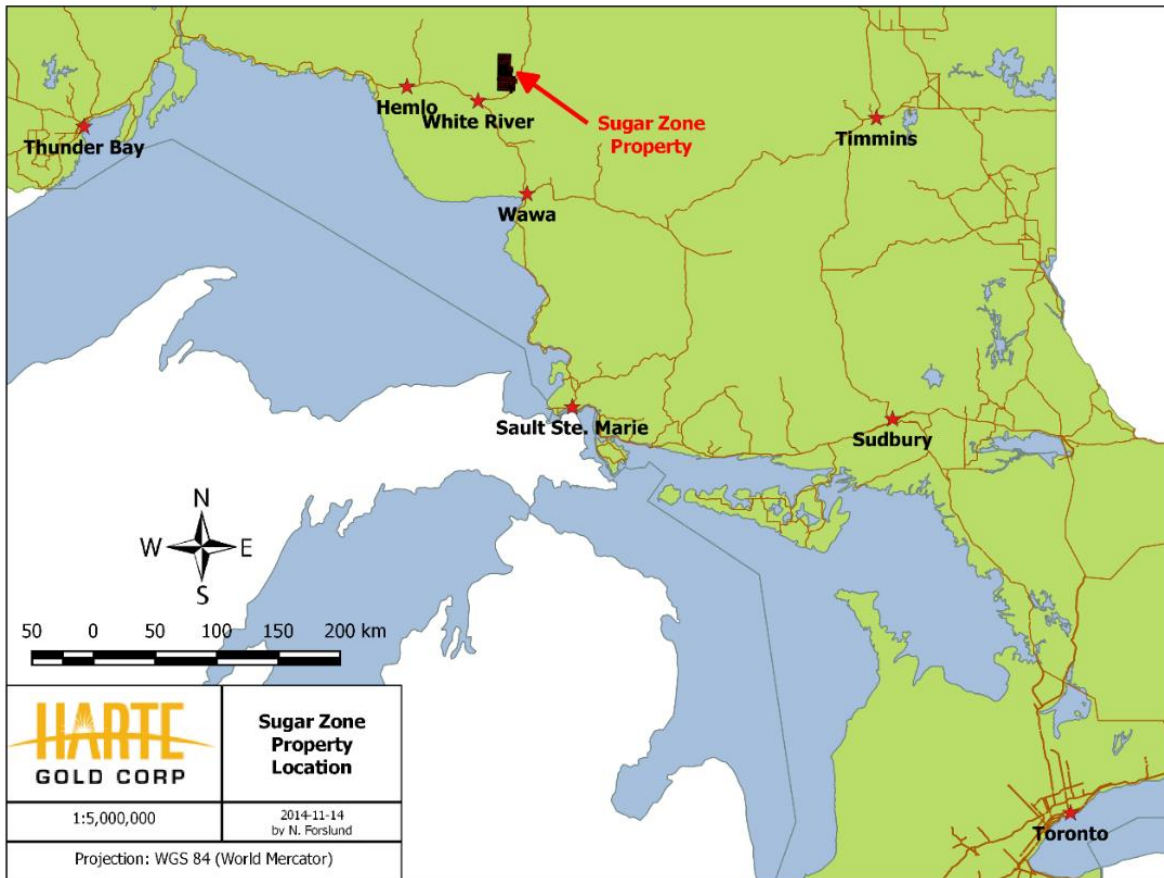 Hemlo
White River
Thunder Bay
Sugar Zone
Property
Timmins
Wawa
Sault Ste. Marie
Sudbury
N
W E
S
50 0 50 100 150 200 km
HARTE
GOLD CORP
Sugar Zone
Property
Location
1:5,000,000
2014-11-14
by N. Forslund
Projection: WGS 84 (World Mercator)
Toronto